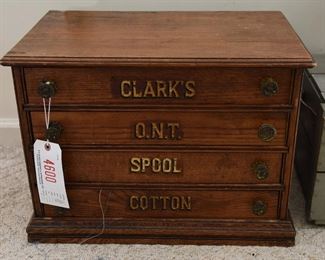 CLARK'S
O.N.T.
SPOOL
COTTON
4600